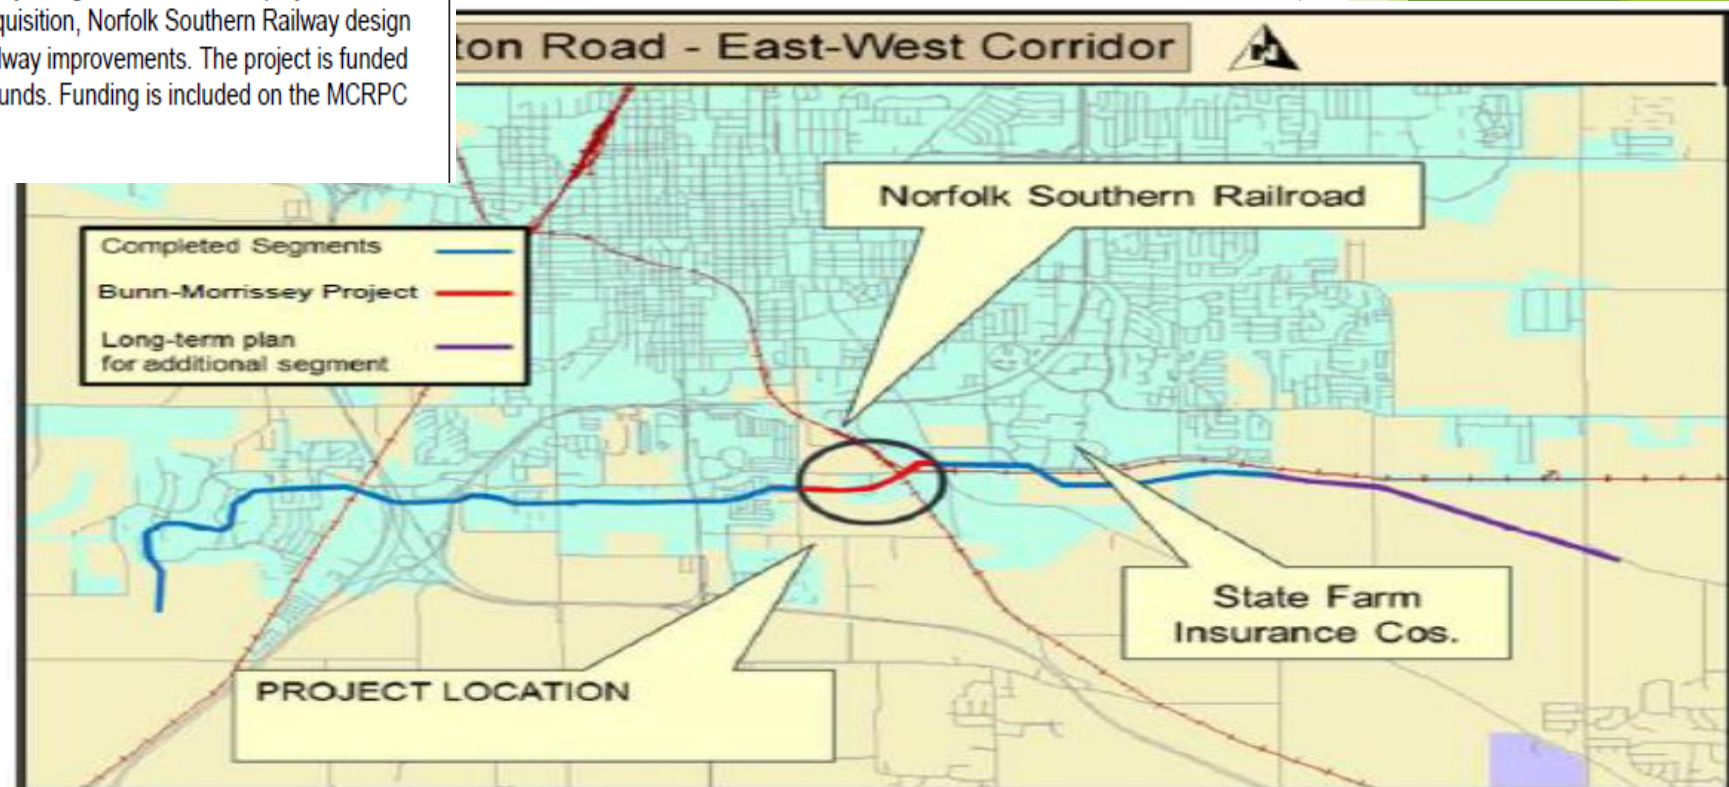 quisition, Norfolk Southern Railway design
lway improvements. The project is funded
unds. Funding is included on the MCRPC
ton Road - East-West Corridor
N
Norfolk Southern Railroad
Completed Segments
Bunn-Morrissey Project
Long-term plan
for additional segment
State Farm
Insurance Cos.
PROJECT LOCATION